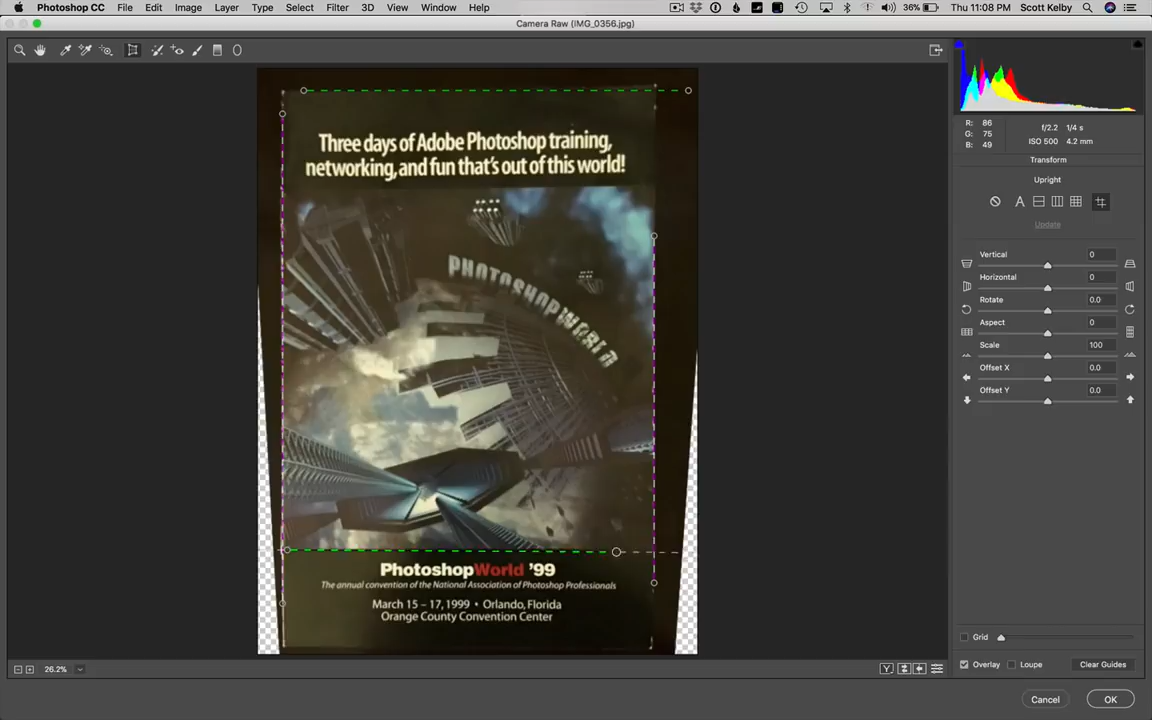 Photoshop CC File Edit Image Layer Type Select Filter 3D View Window Help 36% Thu 11:08 PM Scott Kelby
Camera Raw (IMG_0356.jpg)
R: 86
G: 75
B: 49
f/2.2 1/4 s
ISO 500 4.2 mm
Transform
Upright
A
Update
Vertical 0
Horizontal 0
Rotate 0.0
Aspect 0
Scale 100
Offset X 0.0
Offset Y 0.0
Three days of Adobe Photoshop training,
networking, and fun that's out of this world!
PHOTOSHOPWORLD
PhotoshopWorld '99
The annual convention of the National Association of Photoshop Professionals
March 15 – 17, 1999 • Orlando, Florida
Orange County Convention Center
Grid
26.2%
Y
Overlay Loupe Clear Guides
Cancel OK